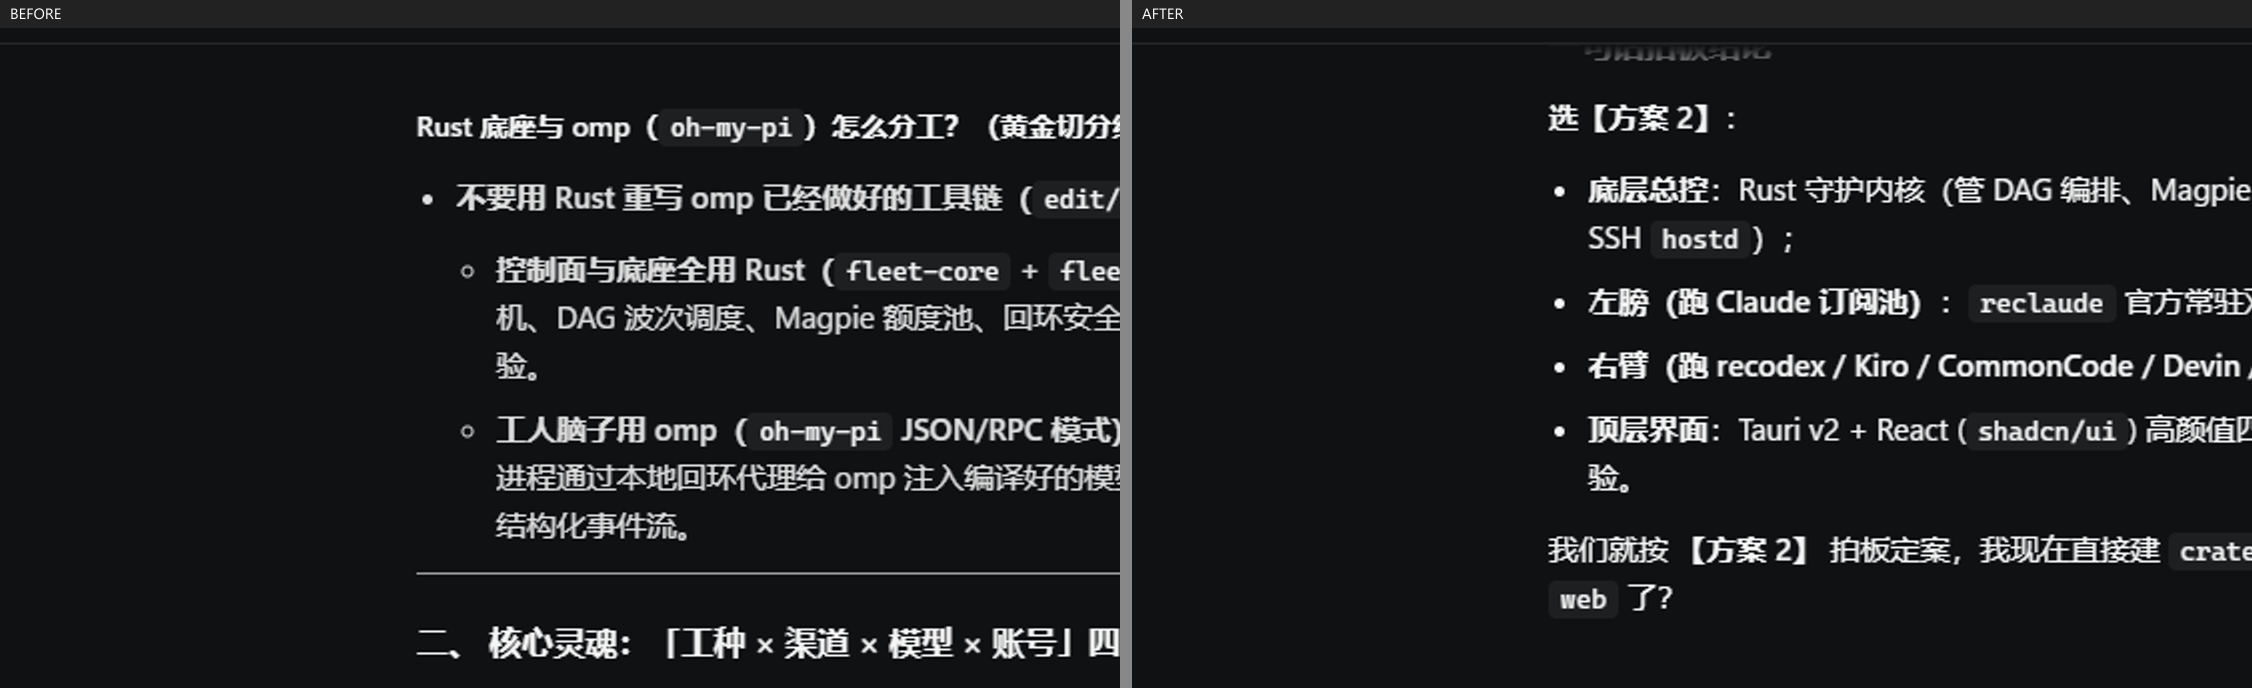 BEFORE
Rust 底座与 omp（oh-my-pi）怎么分工？（黄金切分
• 不要用 Rust 重写 omp 已经做好的工具链（edit/
○ 控制面与底座全用 Rust（fleet-core + flee
机、DAG 波次调度、Magpie 额度池、回环安全
验。
○ 工人脑子用 omp（oh-my-pi JSON/RPC 模式）
进程通过本地回环代理给 omp 注入编译好的模型
结构化事件流。
二、 核心灵魂：「工种 × 渠道 × 模型 × 账号」四
AFTER
选【方案 2】：
• 底层总控：Rust 守护内核（管 DAG 编排、Magpie
SSH hostd）；
• 左膀（跑 Claude 订阅池）：reclaude 官方常驻
• 右臂（跑 recodex / Kiro / CommonCode / Devin /
• 顶层界面：Tauri v2 + React (shadcn/ui) 高颜值四
验。
我们就按 【方案 2】 拍板定案，我现在直接建 crate
web 了？